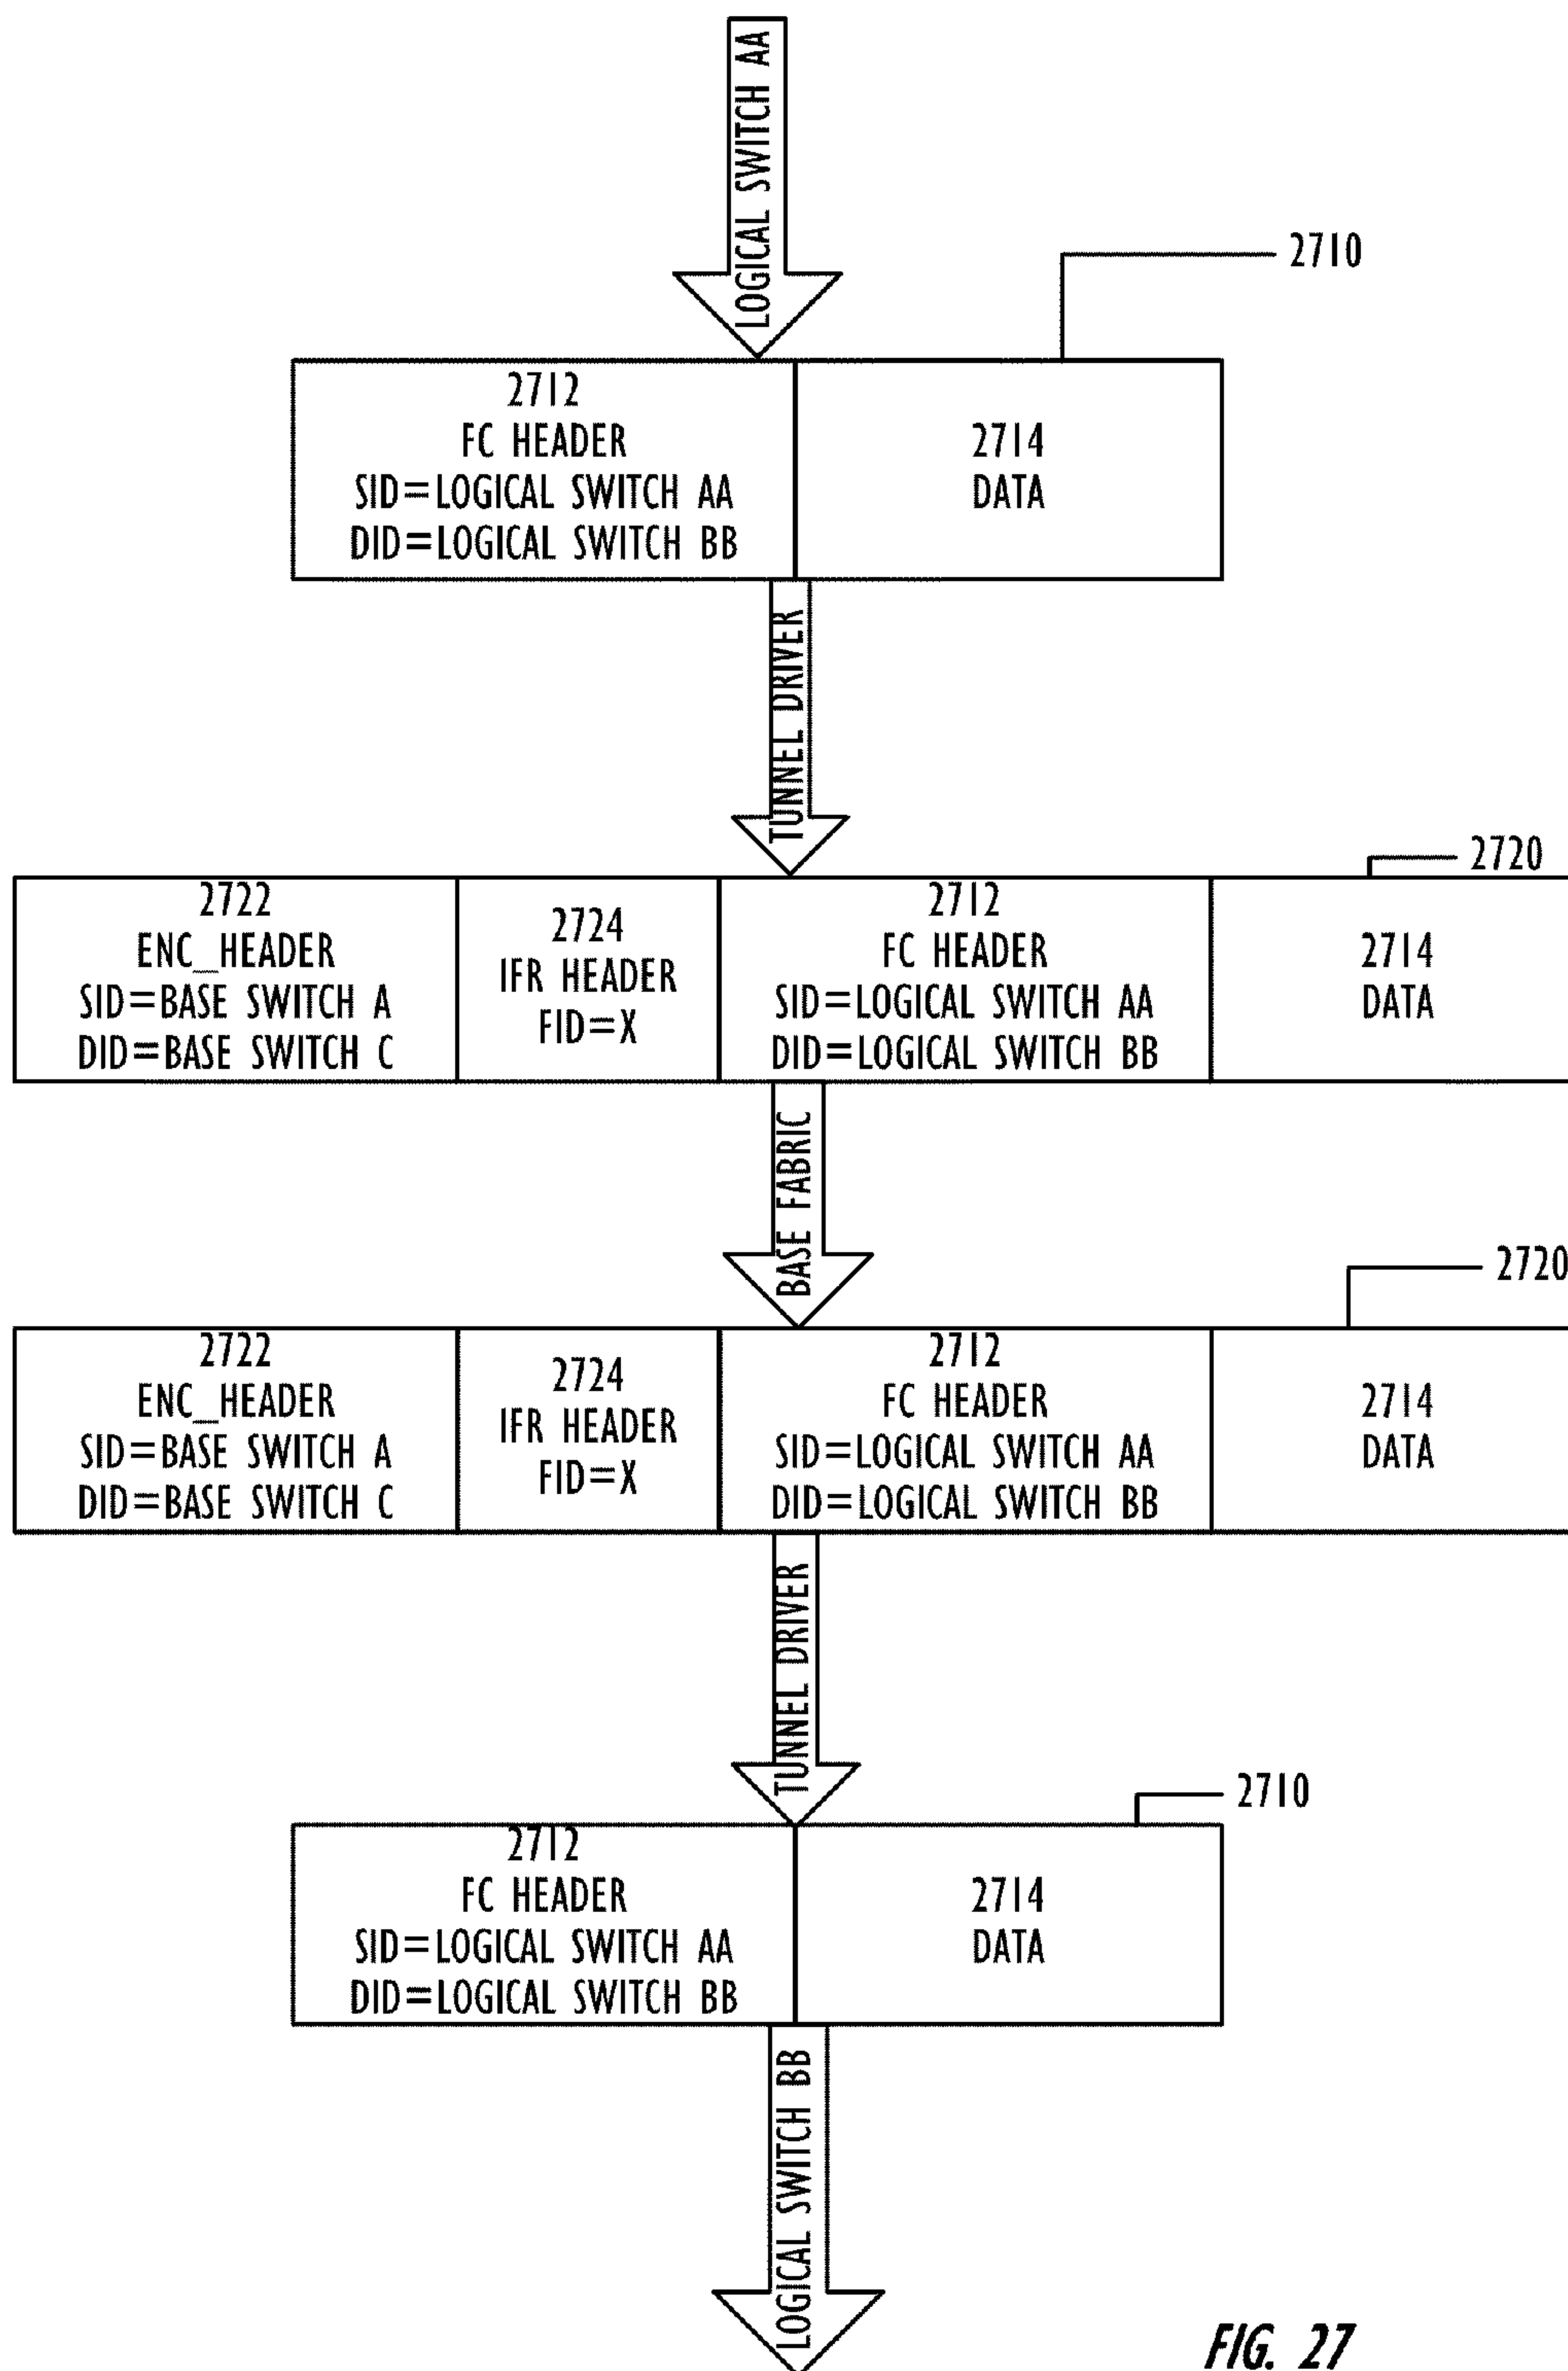 LOGICAL SWITCH AA
2710
2712
FC HEADER
SID=LOGICAL SWITCH AA
DID=LOGICAL SWITCH BB
2714
DATA
TUNNEL DRIVER
2720
2722
ENC_HEADER
SID=BASE SWITCH A
DID=BASE SWITCH C
2724
IFR HEADER
FID=X
2712
FC HEADER
SID=LOGICAL SWITCH AA
DID=LOGICAL SWITCH BB
2714
DATA
BASE FABRIC
2720
2722
ENC_HEADER
SID=BASE SWITCH A
DID=BASE SWITCH C
2724
IFR HEADER
FID=X
2712
FC HEADER
SID=LOGICAL SWITCH AA
DID=LOGICAL SWITCH BB
2714
DATA
TUNNEL DRIVER
2710
2712
FC HEADER
SID=LOGICAL SWITCH AA
DID=LOGICAL SWITCH BB
2714
DATA
LOGICAL SWITCH BB
FIG. 27